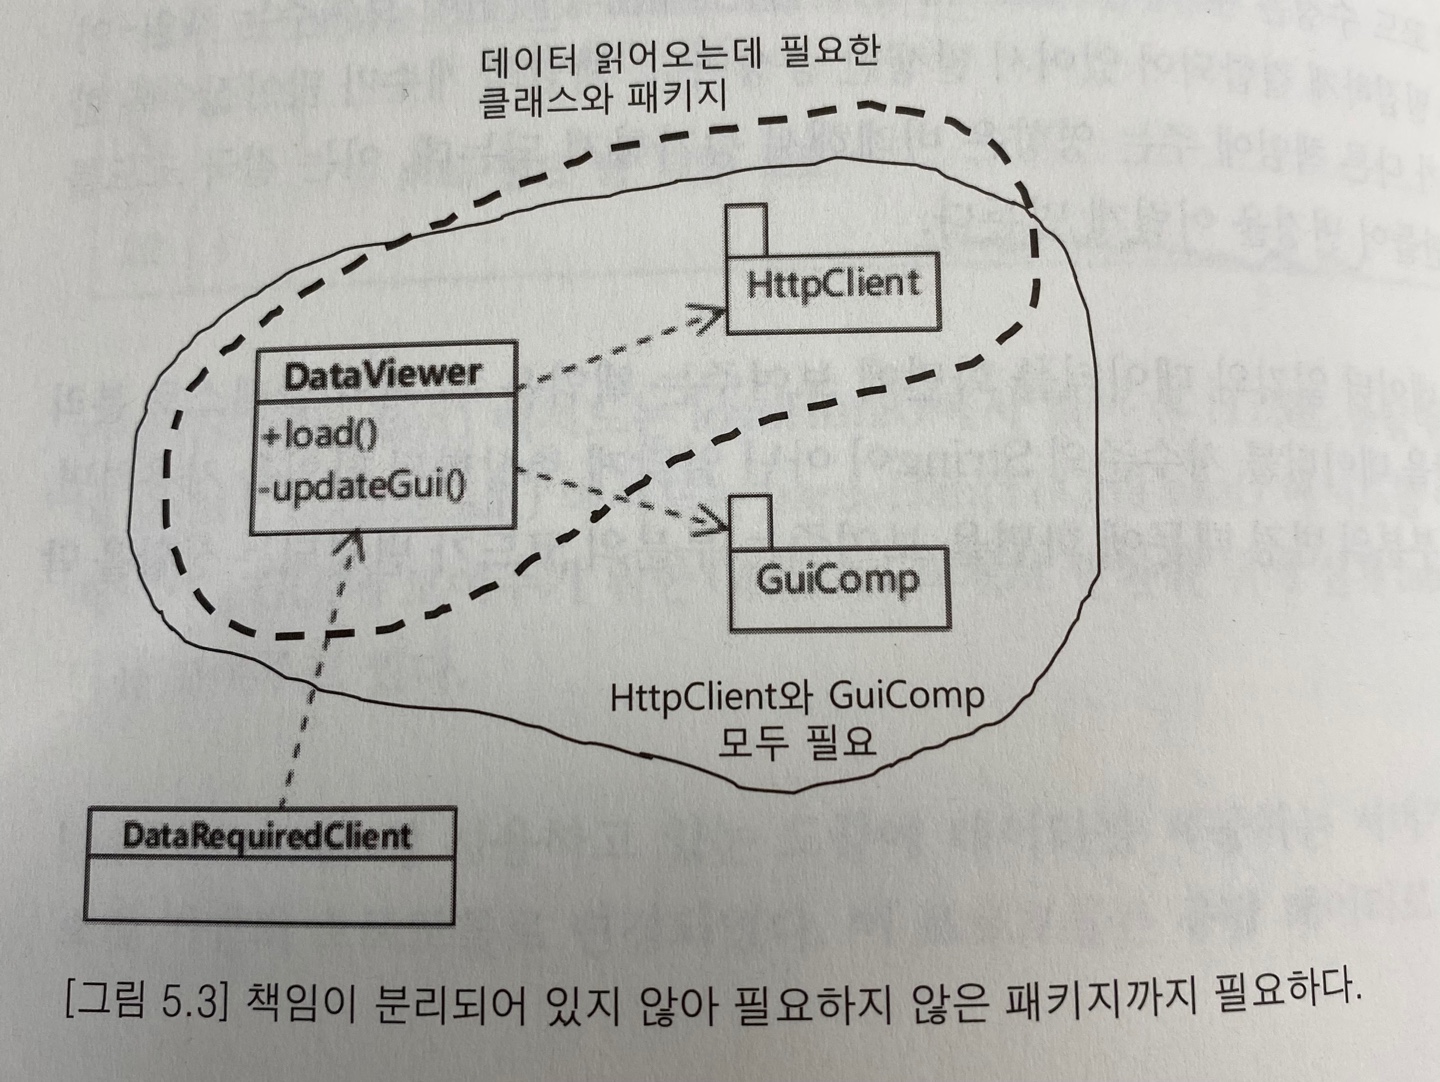 데이터 읽어오는데 필요한
클래스와 패키지
HttpClient
DataViewer
+load()
-updateGui()
GuiComp
HttpClient와 GuiComp
모두 필요
DataRequiredClient
[그림 5.3] 책임이 분리되어 있지 않아 필요하지 않은 패키지까지 필요하다.